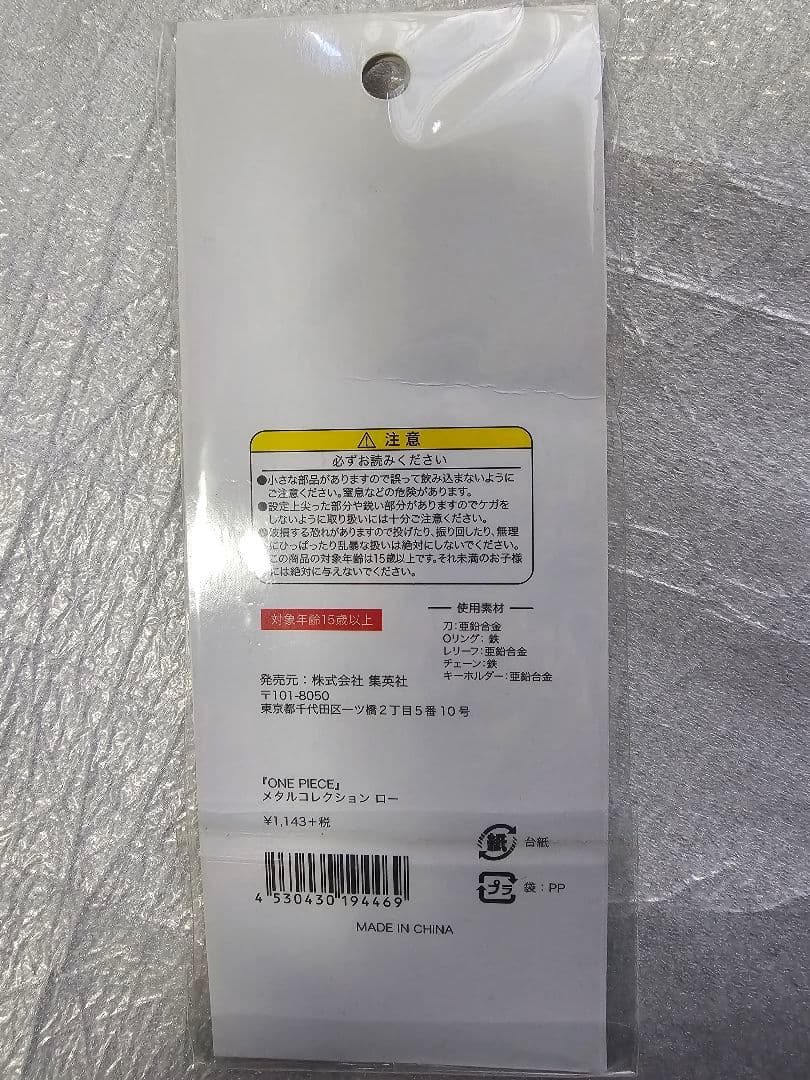 ⚠ 注意
必ずお読みください
●小さな部品がありますので誤って飲み込まないように
ご注意ください。窒息などの危険があります。
●設定上尖った部分や鋭い部分がありますのでケガを
しないように取り扱いには十分ご注意ください。
●破損する恐れがありますので投げたり、振り回したり、無理
にひっぱったり乱暴な扱いは絶対にしないでください。
この商品の対象年齢は15歳以上です。それ未満のお子様
には絶対に与えないでください。
対象年齢15歳以上
使用素材
刀:亜鉛合金
Oリング:鉄
レリーフ:亜鉛合金
チェーン:鉄
キーホルダー:亜鉛合金
発売元:株式会社 集英社
〒101-8050
東京都千代田区一ツ橋2丁目5番10号
『ONE PIECE』
メタルコレクション ロー
¥1,143+税
4 530430 194469
紙 台紙
プラ 袋:PP
MADE IN CHINA